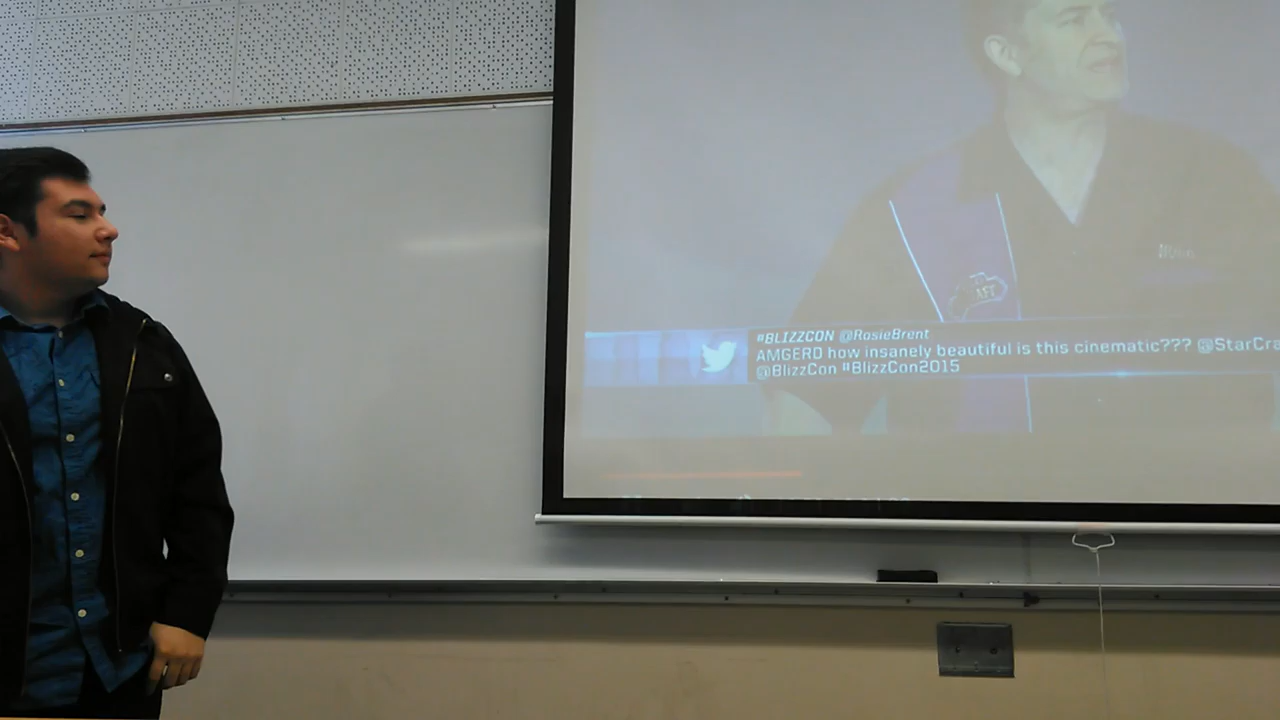 #BLIZZCON @RosieBrent
AMGERD how insanely beautiful is this cinematic??? @StarCra
@BlizzCon #BlizzCon2015